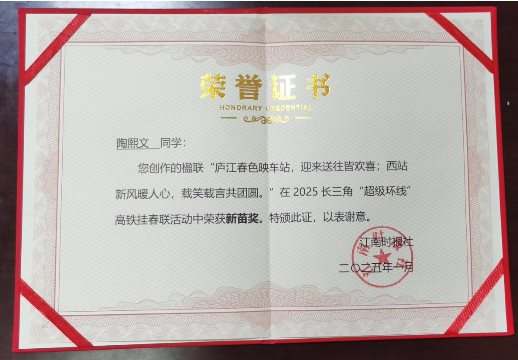 荣誉证书
HONORARY CREDENTIAL
陶熙文 同学：
您创作的楹联“庐江春色映车站，迎来送往皆欢喜；西站
新风暖人心，载笑载言共团圆。”在2025长三角“超级环线”
高铁挂春联活动中荣获新苗奖。特颁此证，以表谢意。
江南时报社
二〇二五年一月